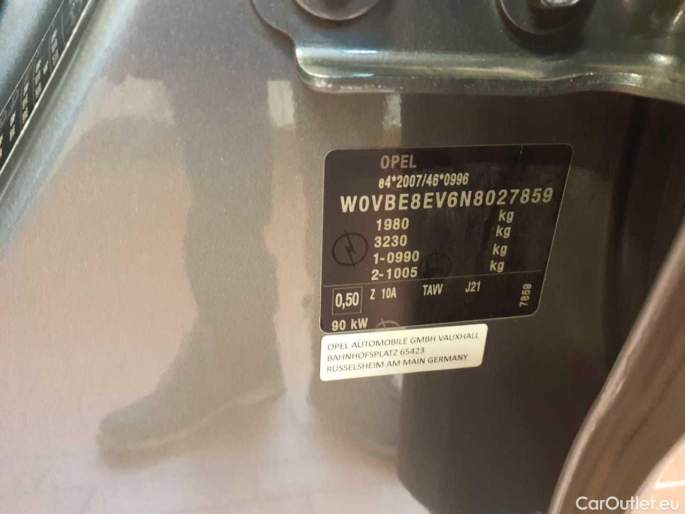 OPEL
e4*2007/46*0996
W0VBE8EV6N8027859
1980 kg
3230 kg
1-0990 kg
2-1005 kg
0,50 Z 10A TAVV J21
7859
90 kW
OPEL AUTOMOBILE GMBH VAUXHALL
BAHNHOFSPLATZ 65423
RÜSSELSHEIM AM MAIN GERMANY
CarOutlet.eu